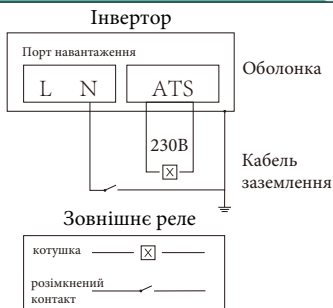 Інвертор
Порт навантаження
L N ATS
Оболонка
230В
X
Кабель
заземлення
Зовнішнє реле
котушка X
розімкнений
контакт